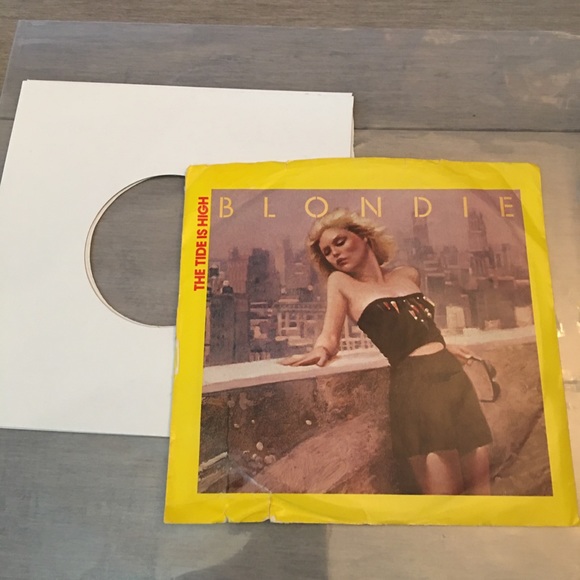 BLONDIE
THE TIDE IS HIGH